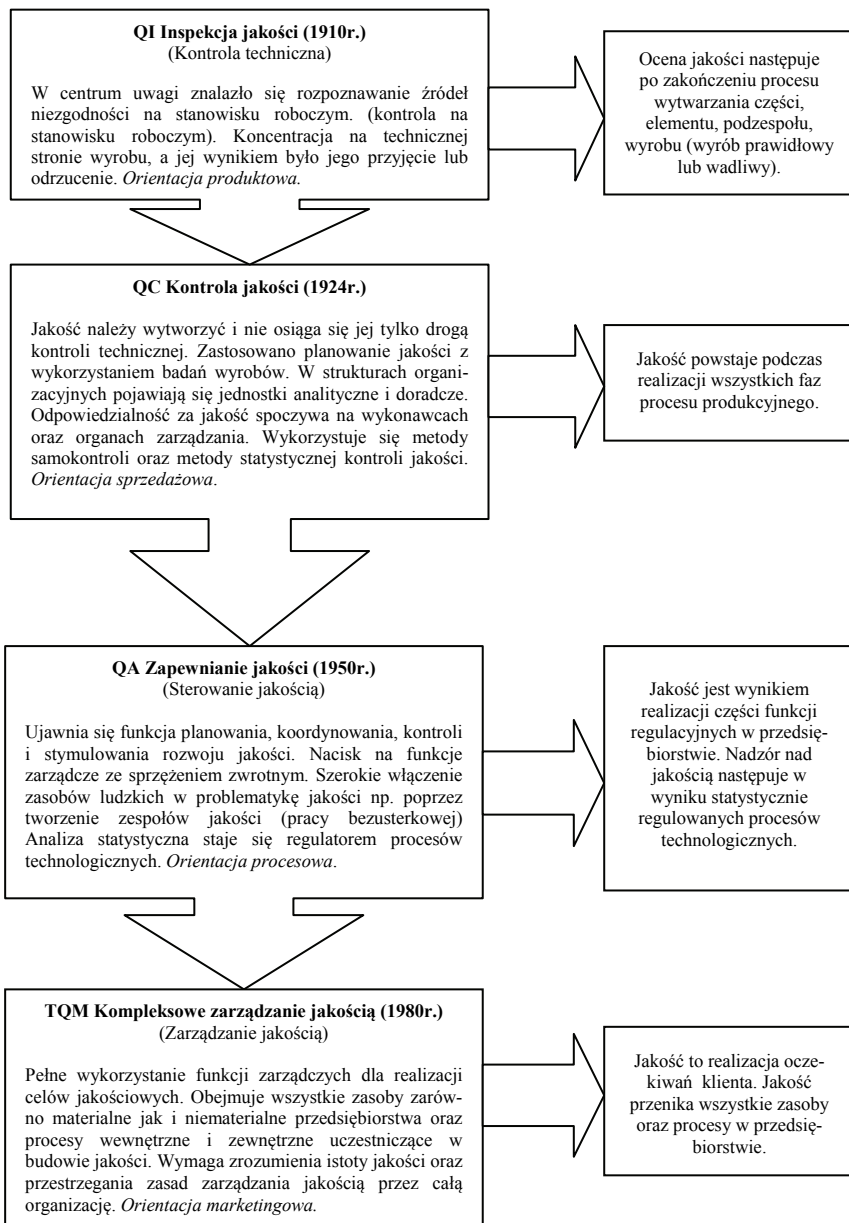 QI Inspekcja jakości (1910r.)
(Kontrola techniczna)
W centrum uwagi znalazło się rozpoznawanie źródeł
niezgodności na stanowisku roboczym. (kontrola na
stanowisku roboczym). Koncentracja na technicznej
stronie wyrobu, a jej wynikiem było jego przyjęcie lub
odrzucenie. Orientacja produktowa.
Ocena jakości następuje
po zakończeniu procesu
wytwarzania części,
elementu, podzespołu,
wyrobu (wyrób prawidłowy
lub wadliwy).
QC Kontrola jakości (1924r.)
Jakość należy wytworzyć i nie osiąga się jej tylko drogą
kontroli technicznej. Zastosowano planowanie jakości z
wykorzystaniem badań wyrobów. W strukturach organi-
zacyjnych pojawiają się jednostki analityczne i doradcze.
Odpowiedzialność za jakość spoczywa na wykonawcach
oraz organach zarządzania. Wykorzystuje się metody
samokontroli oraz metody statystycznej kontroli jakości.
Orientacja sprzedażowa.
Jakość powstaje podczas
realizacji wszystkich faz
procesu produkcyjnego.
QA Zapewnianie jakości (1950r.)
(Sterowanie jakością)
Ujawnia się funkcja planowania, koordynowania, kontroli
i stymulowania rozwoju jakości. Nacisk na funkcje
zarządcze ze sprzężeniem zwrotnym. Szerokie włączenie
zasobów ludzkich w problematykę jakości np. poprzez
tworzenie zespołów jakości (pracy bezusterkowej)
Analiza statystyczna staje się regulatorem procesów
technologicznych. Orientacja procesowa.
Jakość jest wynikiem
realizacji części funkcji
regulacyjnych w przedsię-
biorstwie. Nadzór nad
jakością następuje w
wyniku statystycznie
regulowanych procesów
technologicznych.
TQM Kompleksowe zarządzanie jakością (1980r.)
(Zarządzanie jakością)
Pełne wykorzystanie funkcji zarządczych dla realizacji
celów jakościowych. Obejmuje wszystkie zasoby zarów-
no materialne jak i niematerialne przedsiębiorstwa oraz
procesy wewnętrzne i zewnętrzne uczestniczące w
budowie jakości. Wymaga zrozumienia istoty jakości oraz
przestrzegania zasad zarządzania jakością przez całą
organizację. Orientacja marketingowa.
Jakość to realizacja ocze-
kiwań klienta. Jakość
przenika wszystkie zasoby
oraz procesy w przedsię-
biorstwie.